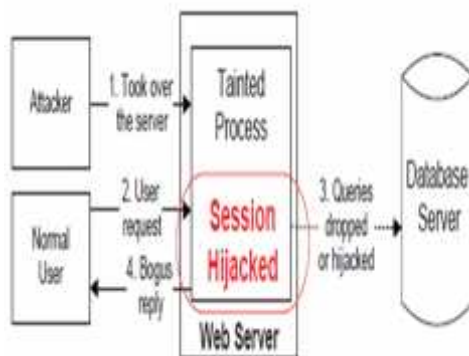 Attacker
1. Took over
the server
Tainted
Process
2. User
request
Session
Hijacked
3. Queries
dropped
or hijacked
Database
Server
Normal
User
4. Bogus
reply
Web Server